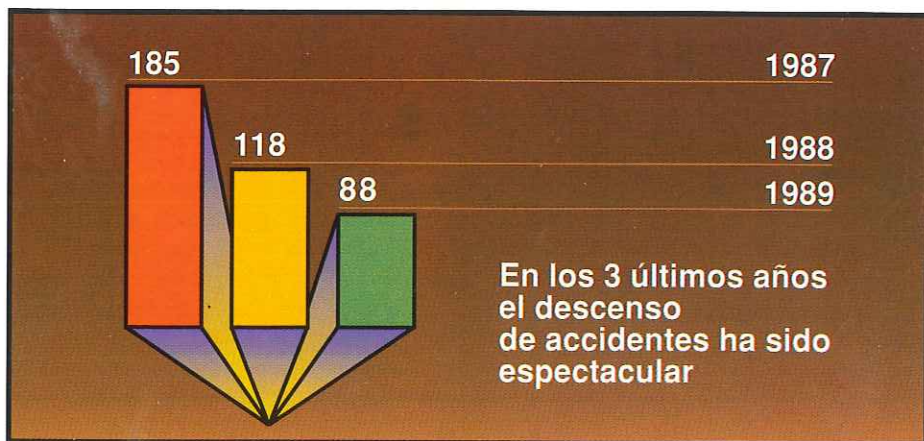 185 1987
118 1988
88 1989
En los 3 últimos años
el descenso
de accidentes ha sido
espectacular